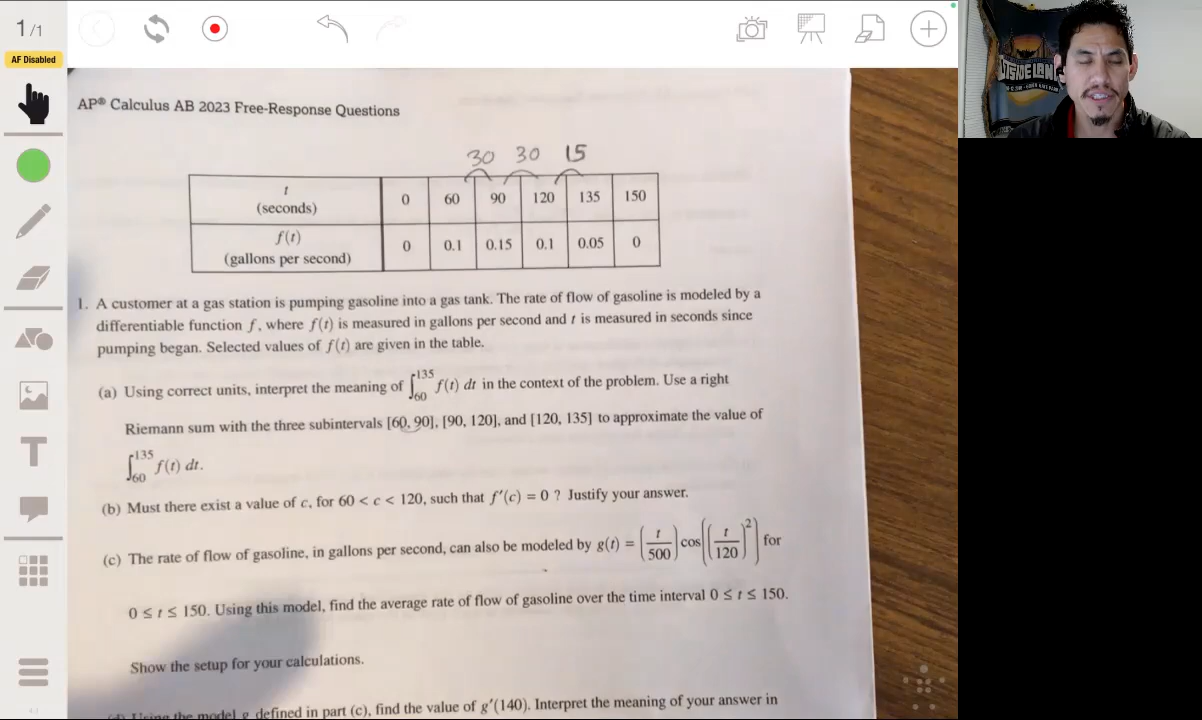 1/1
AF Disabled
T
AP® Calculus AB 2023 Free-Response Questions
30 30 15
t (seconds) 0 60 90 120 135 150
f(t) (gallons per second) 0 0.1 0.15 0.1 0.05 0
1. A customer at a gas station is pumping gasoline into a gas tank. The rate of flow of gasoline is modeled by a
differentiable function f, where f(t) is measured in gallons per second and t is measured in seconds since
pumping began. Selected values of f(t) are given in the table.
(a) Using correct units, interpret the meaning of ∫₆₀¹³⁵ f(t) dt in the context of the problem. Use a right
Riemann sum with the three subintervals [60, 90], [90, 120], and [120, 135] to approximate the value of
∫₆₀¹³⁵ f(t) dt.
(b) Must there exist a value of c, for 60 < c < 120, such that f′(c) = 0 ? Justify your answer.
(c) The rate of flow of gasoline, in gallons per second, can also be modeled by g(t) = (t/500) cos((t/120)²) for
0 ≤ t ≤ 150. Using this model, find the average rate of flow of gasoline over the time interval 0 ≤ t ≤ 150.
Show the setup for your calculations.
(d) Using the model g defined in part (c), find the value of g′(140). Interpret the meaning of your answer in